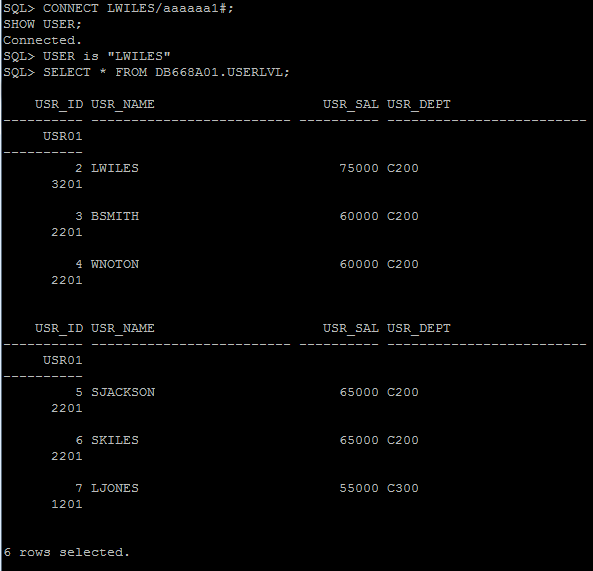 SQL> CONNECT LWILES/aaaaaa1#;
SHOW USER;
Connected.
SQL> USER is "LWILES"
SQL> SELECT * FROM DB668A01.USERLVL;
    USR_ID USR_NAME                     USR_SAL USR_DEPT
---------- ------------------------- ---------- -------------------------
     USR01
----------
         2 LWILES                         75000 C200
      3201
         3 BSMITH                         60000 C200
      2201
         4 WNOTON                         60000 C200
      2201
    USR_ID USR_NAME                     USR_SAL USR_DEPT
---------- ------------------------- ---------- -------------------------
     USR01
----------
         5 SJACKSON                       65000 C200
      2201
         6 SKILES                         65000 C200
      2201
         7 LJONES                         55000 C300
      1201
6 rows selected.